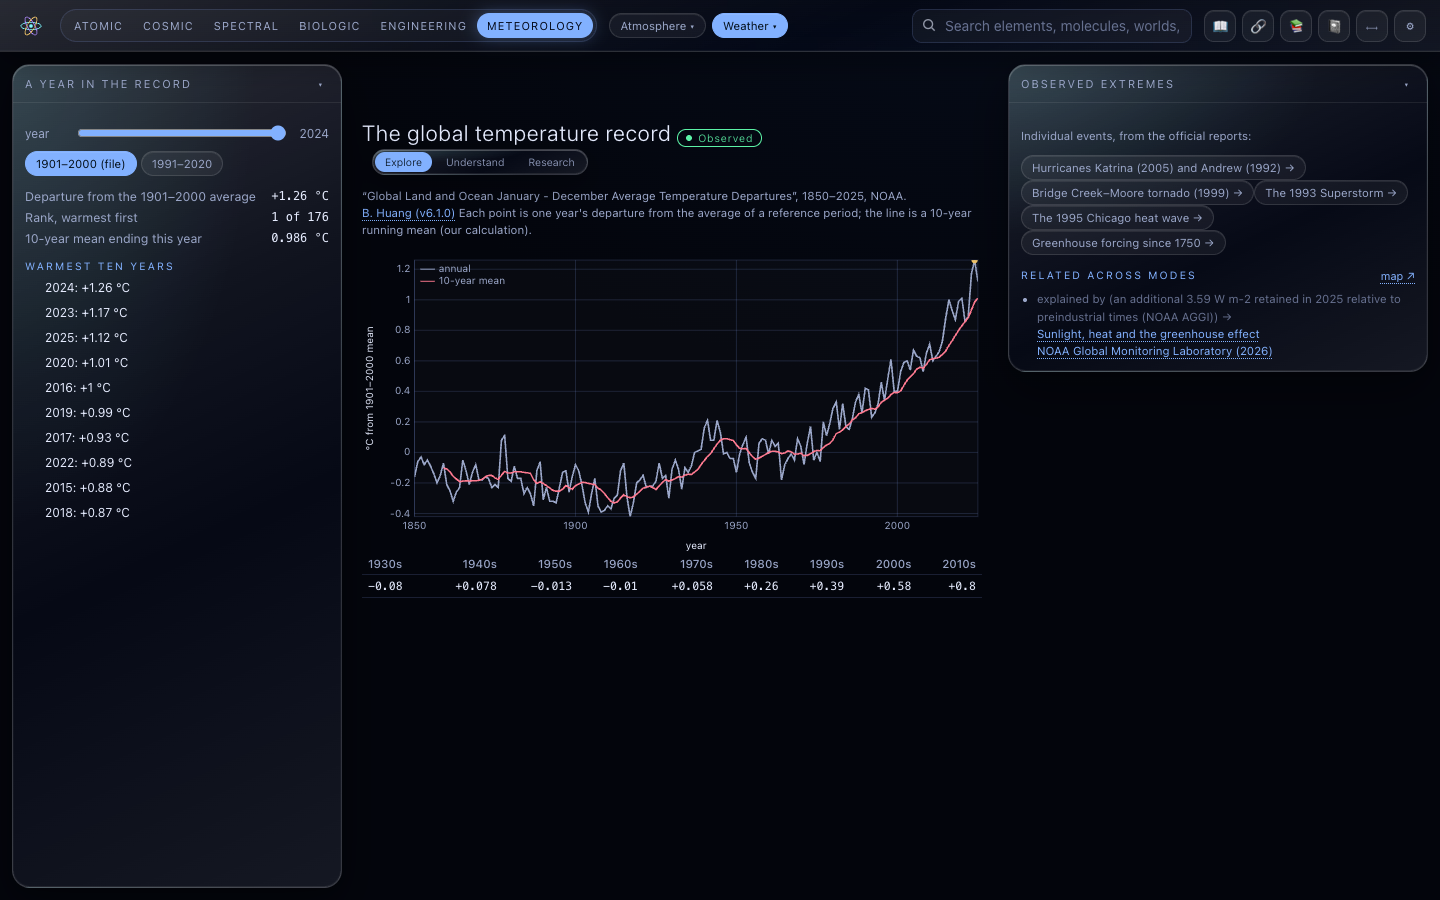 ATOMIC COSMIC SPECTRAL BIOLOGIC ENGINEERING METEOROLOGY Atmosphere ▾ Weather ▾ Search elements, molecules, worlds,
A YEAR IN THE RECORD ▾
year 2024
1901–2000 (file) 1991–2020
Departure from the 1901–2000 average +1.26 °C
Rank, warmest first 1 of 176
10-year mean ending this year 0.986 °C
WARMEST TEN YEARS
2024: +1.26 °C
2023: +1.17 °C
2025: +1.12 °C
2020: +1.01 °C
2016: +1 °C
2019: +0.99 °C
2017: +0.93 °C
2022: +0.89 °C
2015: +0.88 °C
2018: +0.87 °C
The global temperature record Observed
Explore Understand Research
“Global Land and Ocean January - December Average Temperature Departures”, 1850–2025, NOAA.
B. Huang (v6.1.0) Each point is one year's departure from the average of a reference period; the line is a 10-year
running mean (our calculation).
annual
10-year mean
°C from 1901–2000 mean
1.2
1
0.8
0.6
0.4
0.2
0
−0.2
−0.4
1850 1900 1950 2000
year
1930s 1940s 1950s 1960s 1970s 1980s 1990s 2000s 2010s
−0.08 +0.078 −0.013 −0.01 +0.058 +0.26 +0.39 +0.58 +0.8
OBSERVED EXTREMES ▾
Individual events, from the official reports:
Hurricanes Katrina (2005) and Andrew (1992) →
Bridge Creek–Moore tornado (1999) → The 1993 Superstorm →
The 1995 Chicago heat wave →
Greenhouse forcing since 1750 →
RELATED ACROSS MODES map ↗
explained by (an additional 3.59 W m-2 retained in 2025 relative to
preindustrial times (NOAA AGGI)) →
Sunlight, heat and the greenhouse effect
NOAA Global Monitoring Laboratory (2026)